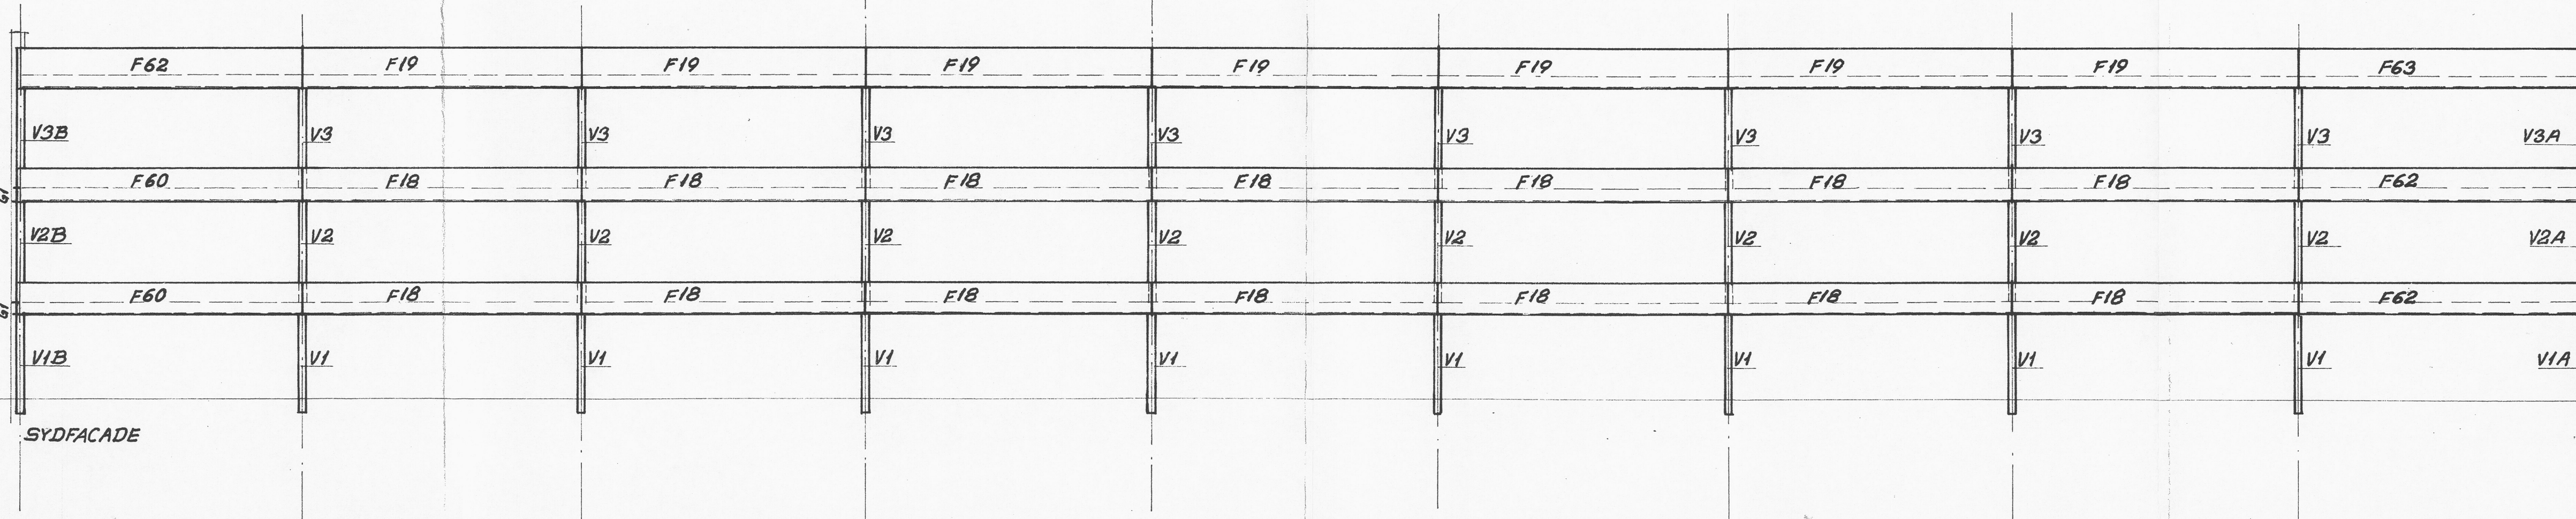 F62 F19 F19 F19 F19 F19 F19 F19 F63
V3B V3 V3 V3 V3 V3 V3 V3 V3 V3A
F60 F18 F18 F18 F18 F18 F18 F18 F62
V2B V2 V2 V2 V2 V2 V2 V2 V2 V2A
F60 F18 F18 F18 F18 F18 F18 F18 F62
V1B V1 V1 V1 V1 V1 V1 V1 V1 V1A
SYDFACADE